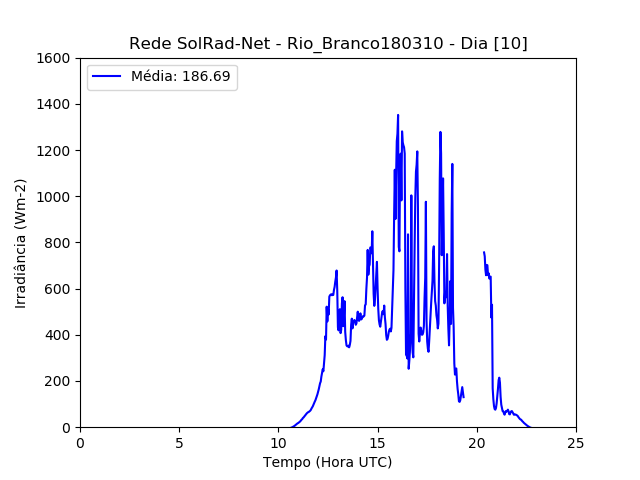 Rede SolRad-Net - Rio_Branco180310 - Dia [10]
Média: 186.69
1600
1400
1200
1000
800
600
400
200
0
0 5 10 15 20 25
Irradiância (Wm-2)
Tempo (Hora UTC)